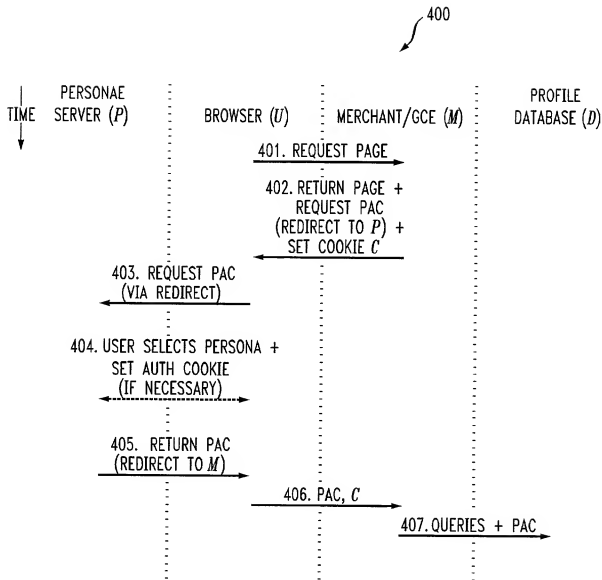 400
TIME
PERSONAE
SERVER (P)
BROWSER (U)
MERCHANT/GCE (M)
PROFILE
DATABASE (D)
401. REQUEST PAGE
402. RETURN PAGE +
REQUEST PAC
(REDIRECT TO P) +
SET COOKIE C
403. REQUEST PAC
(VIA REDIRECT)
404. USER SELECTS PERSONA +
SET AUTH COOKIE
(IF NECESSARY)
405. RETURN PAC
(REDIRECT TO M)
406. PAC, C
407. QUERIES + PAC